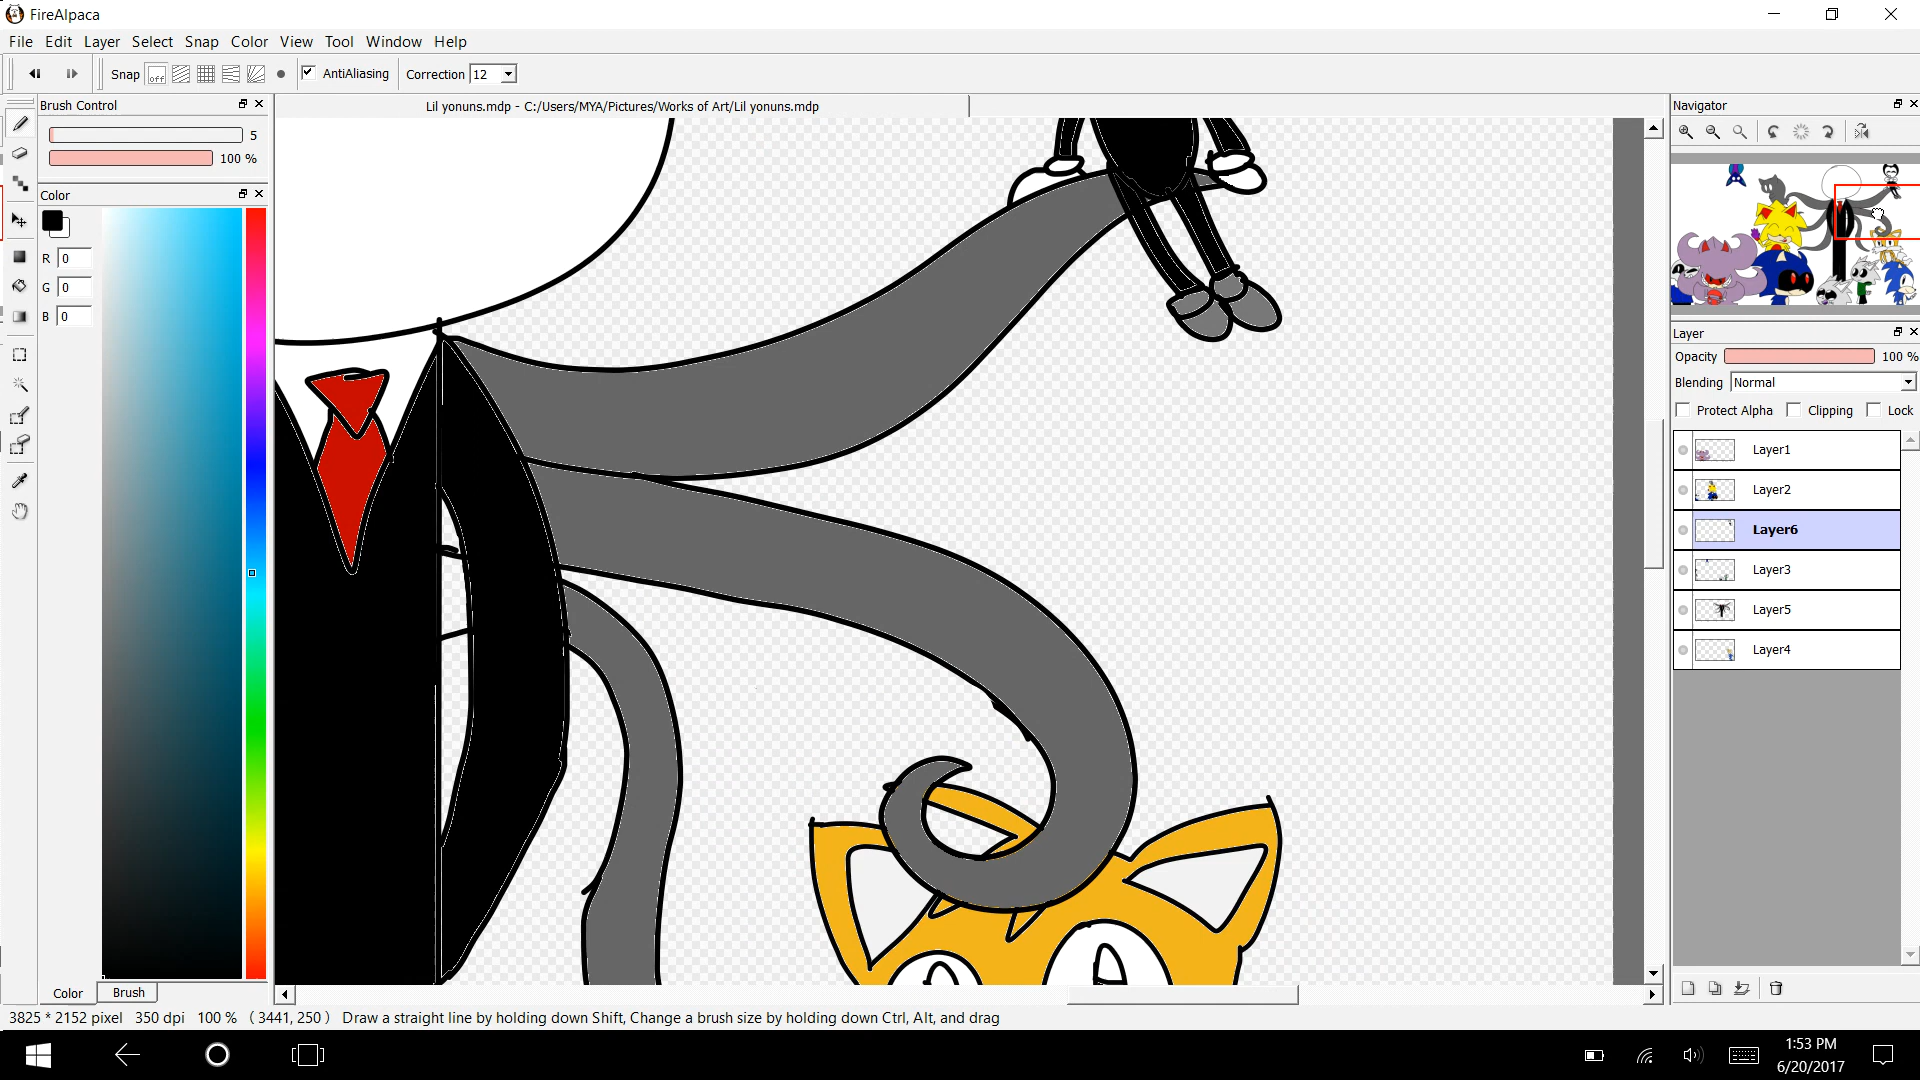 FireAlpaca
File Edit Layer Select Snap Color View Tool Window Help
Snap off AntiAliasing Correction 12
Brush Control
Lil yonuns.mdp - C:/Users/MYA/Pictures/Works of Art/Lil yonuns.mdp
Navigator
5
100 %
Color
R 0
G 0
B 0
Layer
Opacity 100 %
Blending Normal
Protect Alpha Clipping Lock
Layer1
Layer2
Layer6
Layer3
Layer5
Layer4
Color Brush
3825 * 2152 pixel 350 dpi 100 % ( 3441, 250 ) Draw a straight line by holding down Shift, Change a brush size by holding down Ctrl, Alt, and drag
1:53 PM
6/20/2017